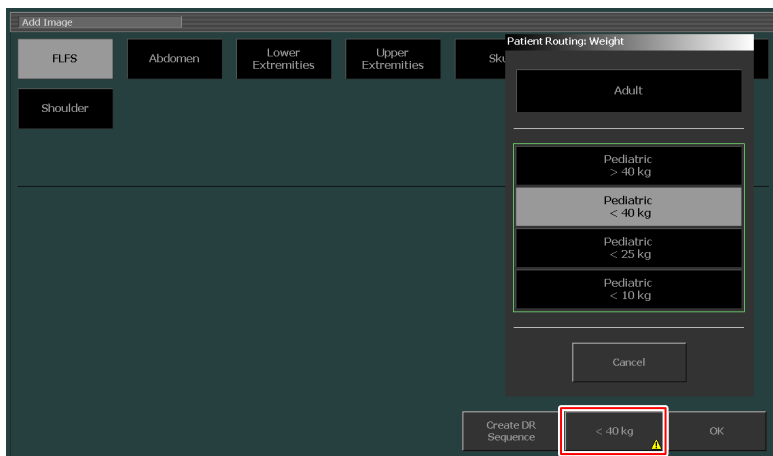 Add Image
Patient Routing: Weight
FLFS
Abdomen
Lower
Extremities
Upper
Extremities
Sku
Adult
Shoulder
Pediatric
> 40 kg
Pediatric
< 40 kg
Pediatric
< 25 kg
Pediatric
< 10 kg
Cancel
Create DR
Sequence
< 40 kg
OK